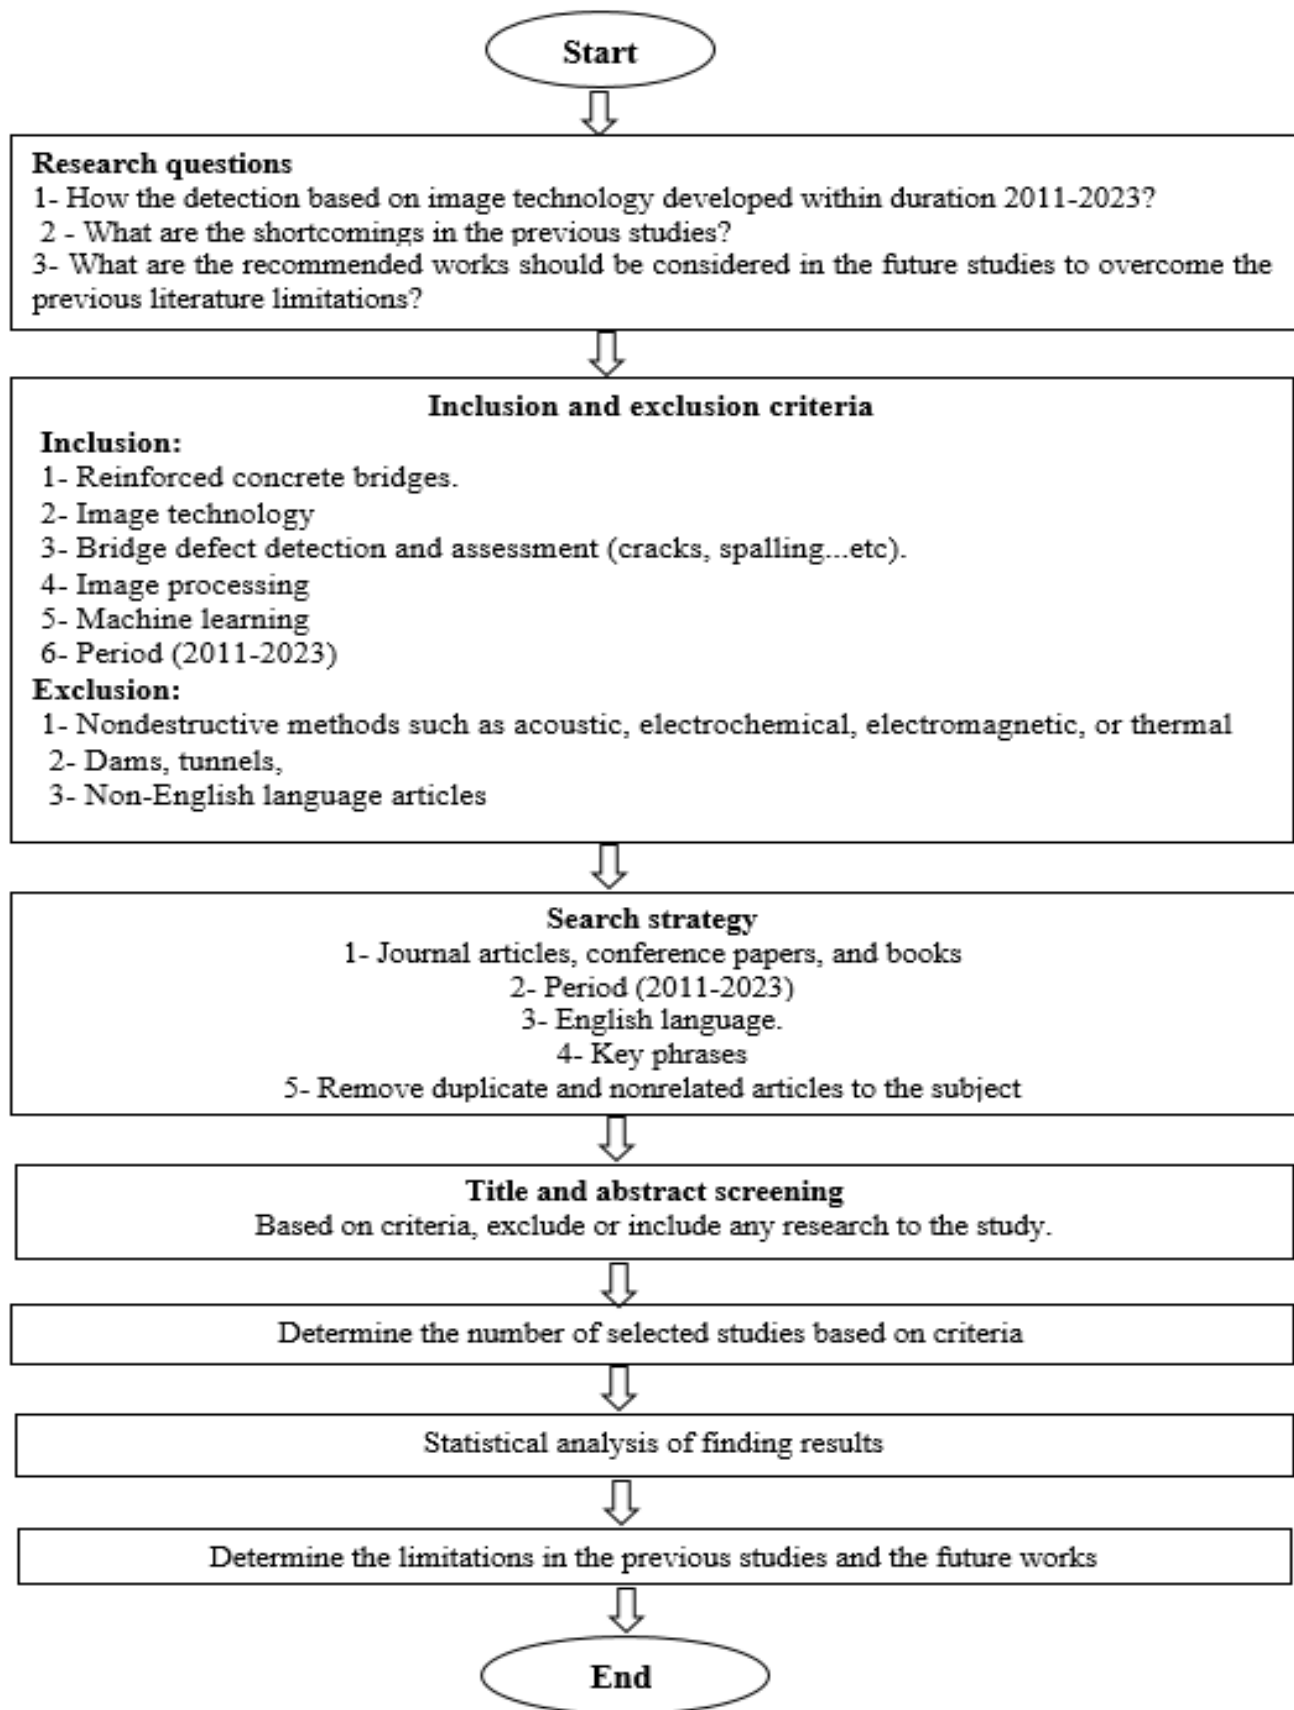 Start
Research questions
1- How the detection based on image technology developed within duration 2011-2023?
2 - What are the shortcomings in the previous studies?
3- What are the recommended works should be considered in the future studies to overcome the
previous literature limitations?
Inclusion and exclusion criteria
Inclusion:
1- Reinforced concrete bridges.
2- Image technology
3- Bridge defect detection and assessment (cracks, spalling...etc).
4- Image processing
5- Machine learning
6- Period (2011-2023)
Exclusion:
1- Nondestructive methods such as acoustic, electrochemical, electromagnetic, or thermal
2- Dams, tunnels,
3- Non-English language articles
Search strategy
1- Journal articles, conference papers, and books
2- Period (2011-2023)
3- English language.
4- Key phrases
5- Remove duplicate and nonrelated articles to the subject
Title and abstract screening
Based on criteria, exclude or include any research to the study.
Determine the number of selected studies based on criteria
Statistical analysis of finding results
Determine the limitations in the previous studies and the future works
End